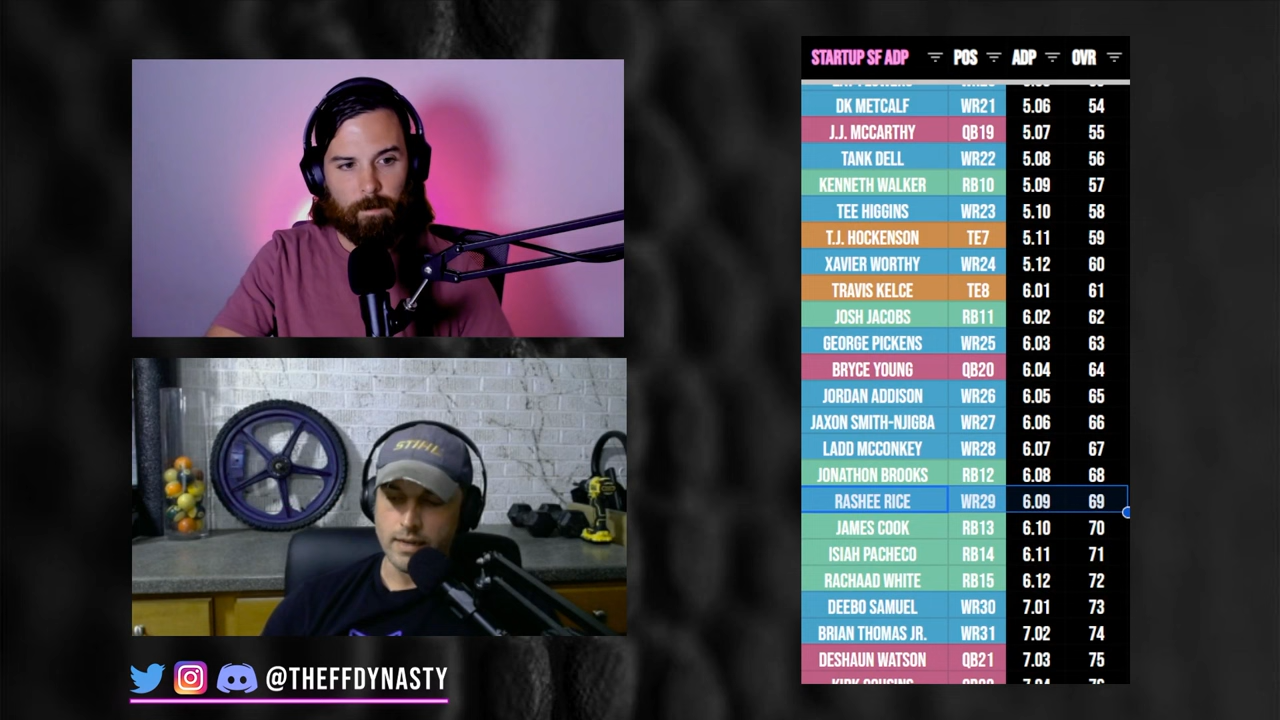 STARTUP SF ADP POS ADP OVR
DK METCALF WR21 5.06 54
J.J. MCCARTHY QB19 5.07 55
TANK DELL WR22 5.08 56
KENNETH WALKER RB10 5.09 57
TEE HIGGINS WR23 5.10 58
T.J. HOCKENSON TE7 5.11 59
XAVIER WORTHY WR24 5.12 60
TRAVIS KELCE TE8 6.01 61
JOSH JACOBS RB11 6.02 62
GEORGE PICKENS WR25 6.03 63
BRYCE YOUNG QB20 6.04 64
JORDAN ADDISON WR26 6.05 65
JAXON SMITH-NJIGBA WR27 6.06 66
LADD MCCONKEY WR28 6.07 67
JONATHON BROOKS RB12 6.08 68
RASHEE RICE WR29 6.09 69
JAMES COOK RB13 6.10 70
ISIAH PACHECO RB14 6.11 71
RACHAAD WHITE RB15 6.12 72
DEEBO SAMUEL WR30 7.01 73
BRIAN THOMAS JR. WR31 7.02 74
DESHAUN WATSON QB21 7.03 75
STIHL
@THEFFDYNASTY